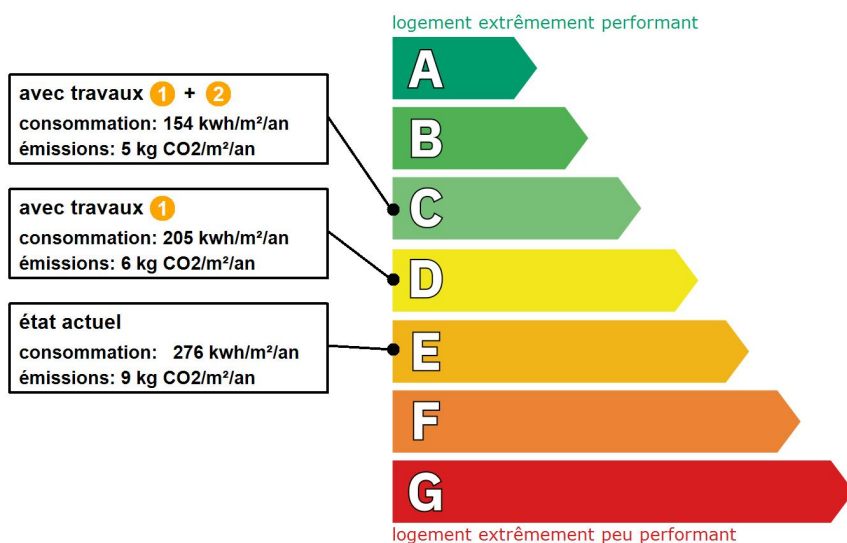 logement extrêmement performant
A
avec travaux 1 + 2
consommation: 154 kwh/m²/an
émissions: 5 kg CO2/m²/an
B
avec travaux 1
consommation: 205 kwh/m²/an
émissions: 6 kg CO2/m²/an
C
D
état actuel
consommation: 276 kwh/m²/an
émissions: 9 kg CO2/m²/an
E
F
G
logement extrêmement peu performant